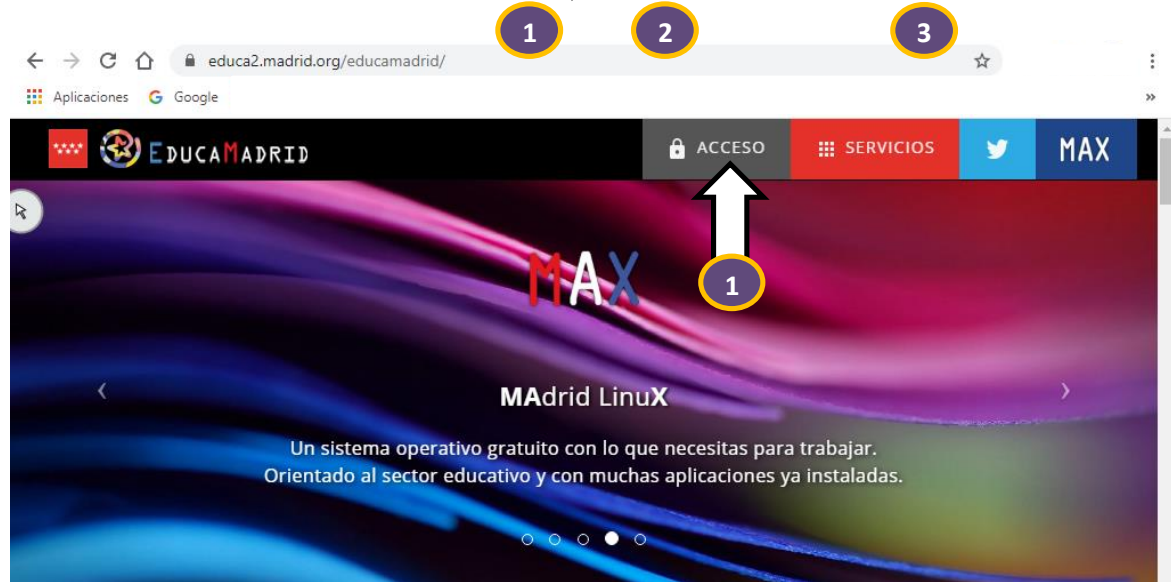 1 2 3
educa2.madrid.org/educamadrid/
Aplicaciones G Google
EDUCAMADRID ACCESO SERVICIOS MAX
1
MAX
MAdrid LinuX
Un sistema operativo gratuito con lo que necesitas para trabajar.
Orientado al sector educativo y con muchas aplicaciones ya instaladas.